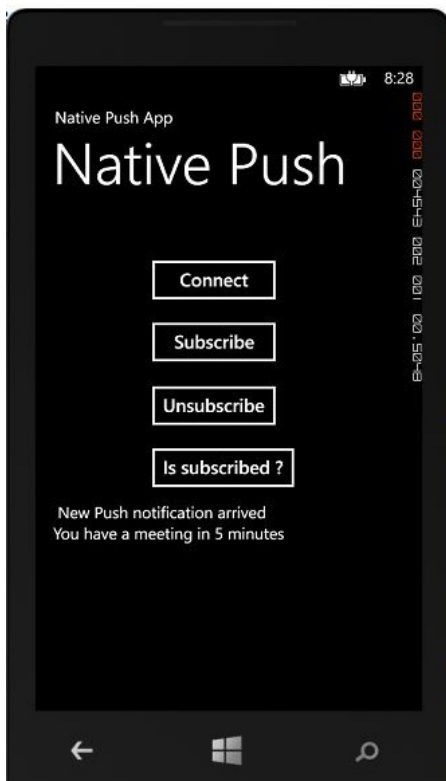 8:28
Native Push App
Native Push
Connect
Subscribe
Unsubscribe
Is subscribed ?
New Push notification arrived
You have a meeting in 5 minutes